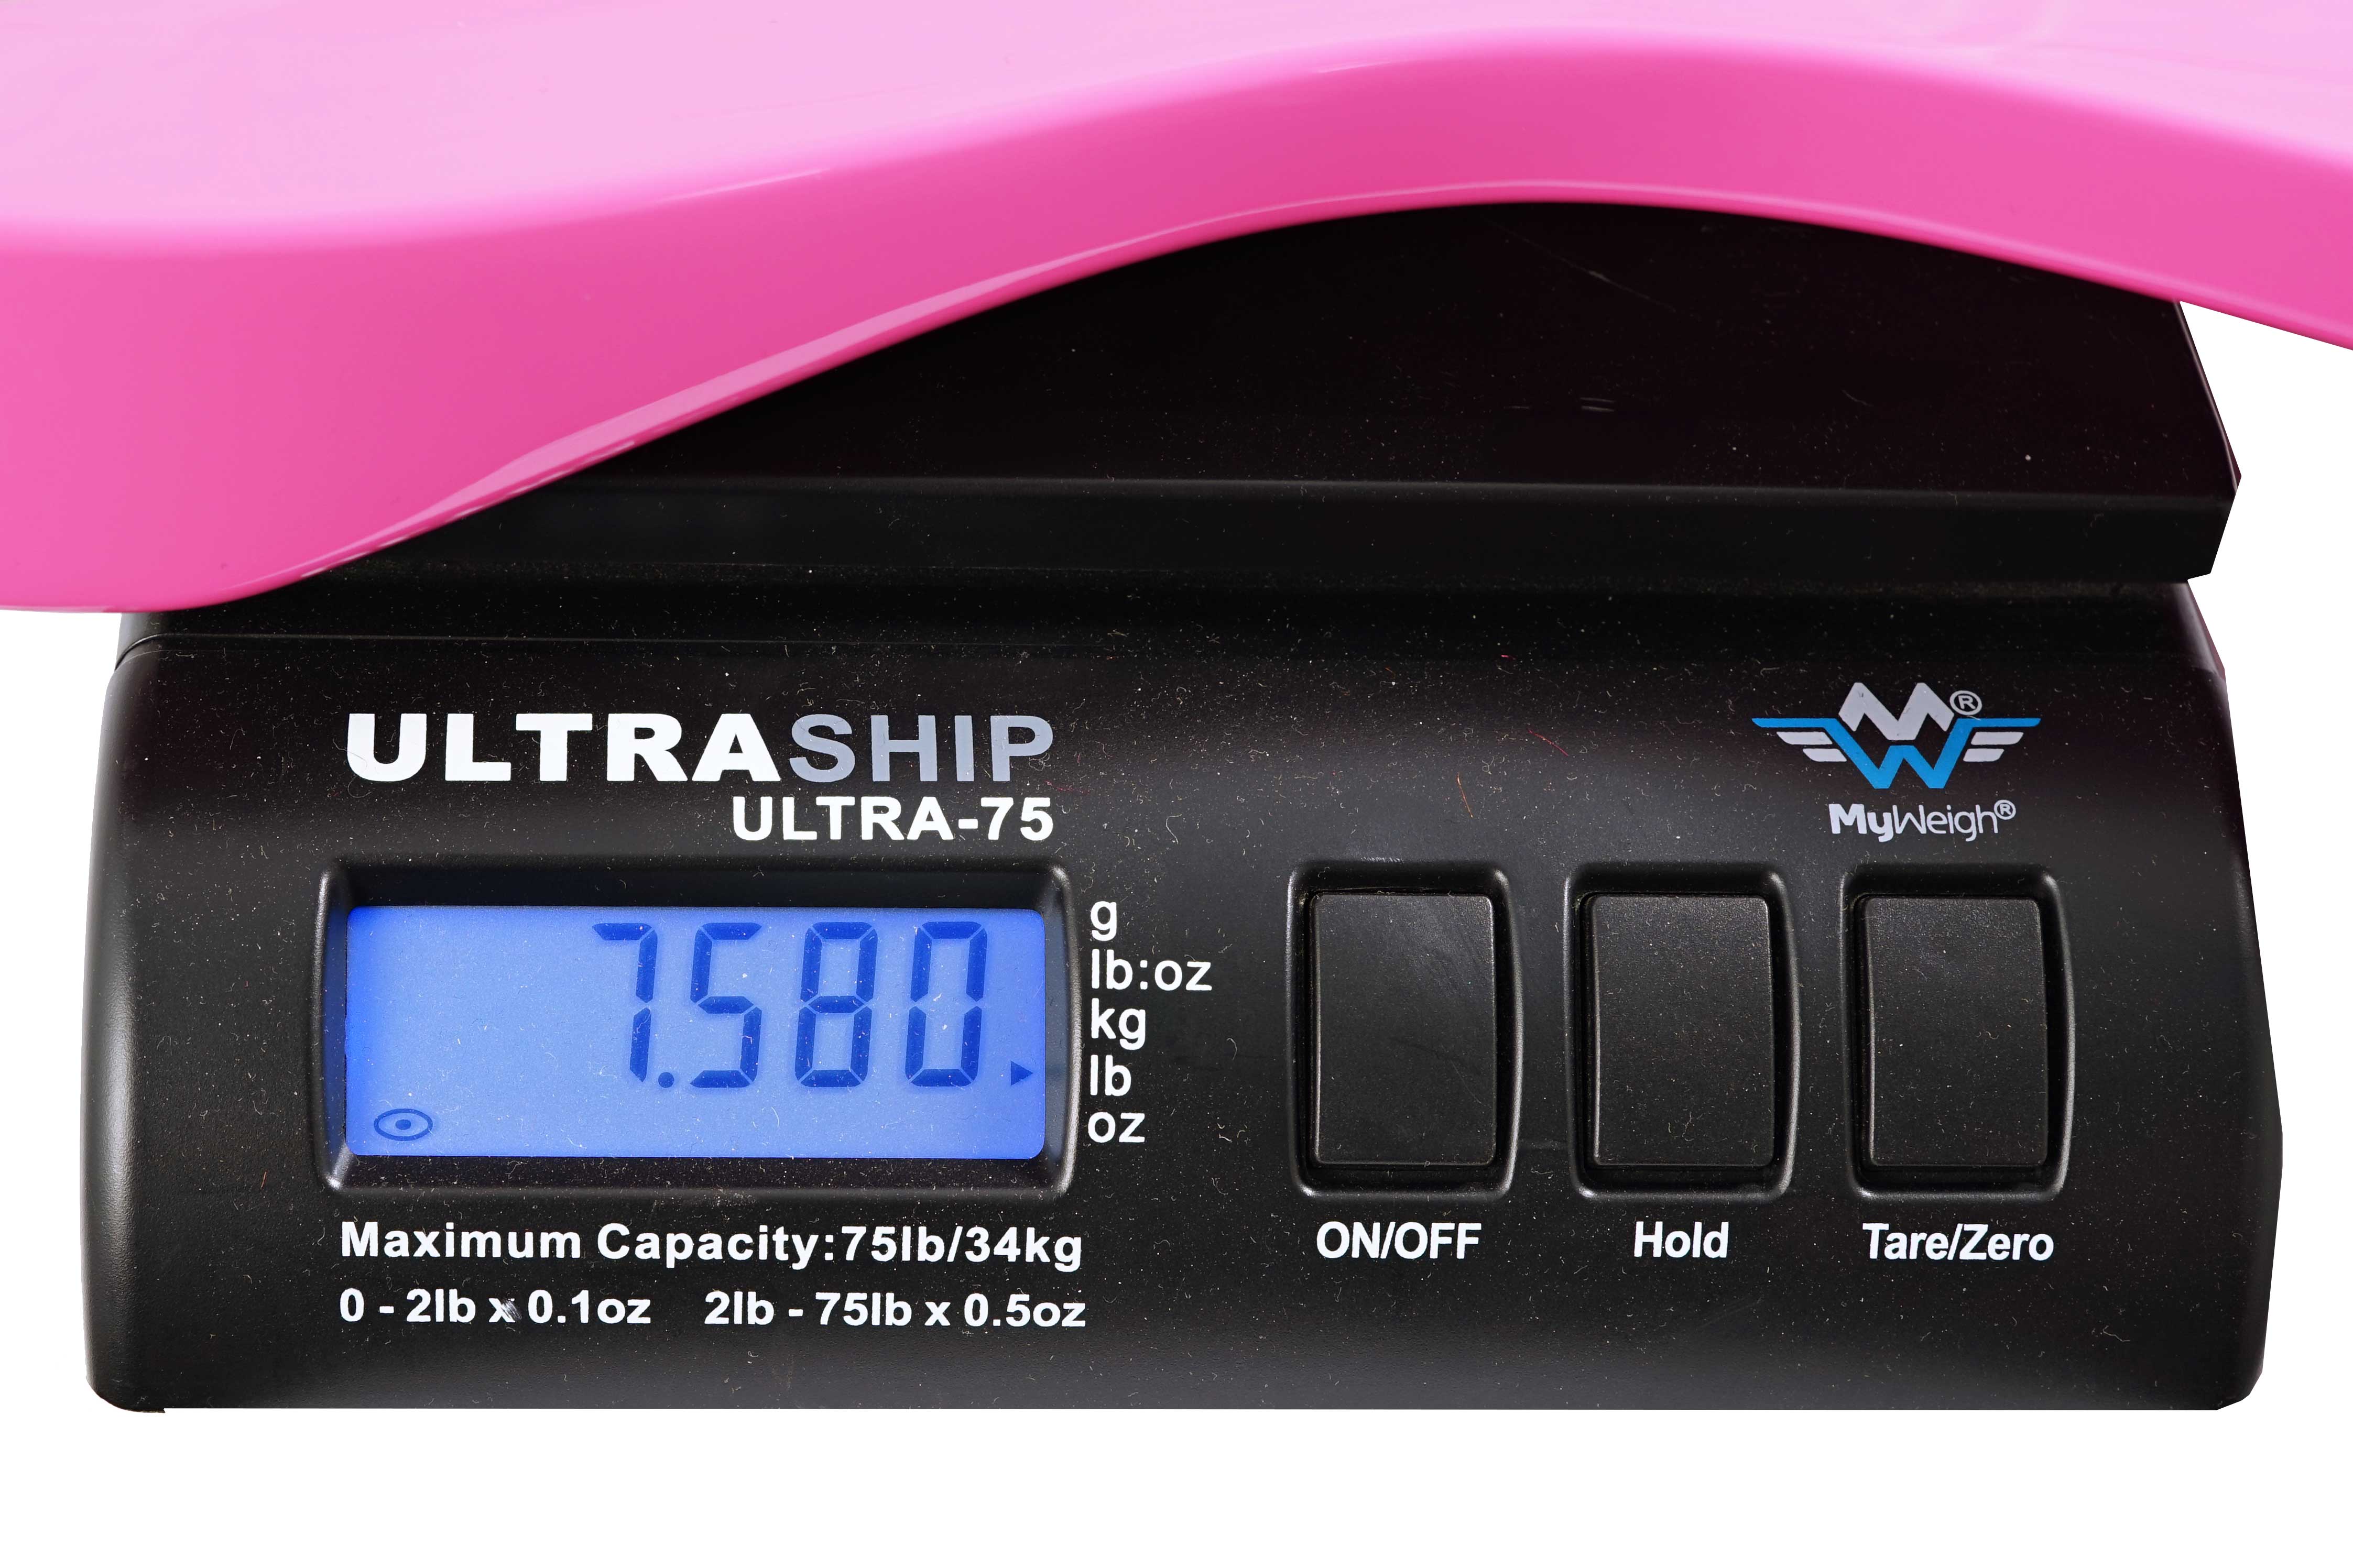 ULTRASHIP
ULTRA-75
MW®
MyWeigh®
7.580
g
lb:oz
kg
lb
oz
Maximum Capacity:75lb/34kg
0 - 2lb x 0.1oz 2lb - 75lb x 0.5oz
ON/OFF
Hold
Tare/Zero